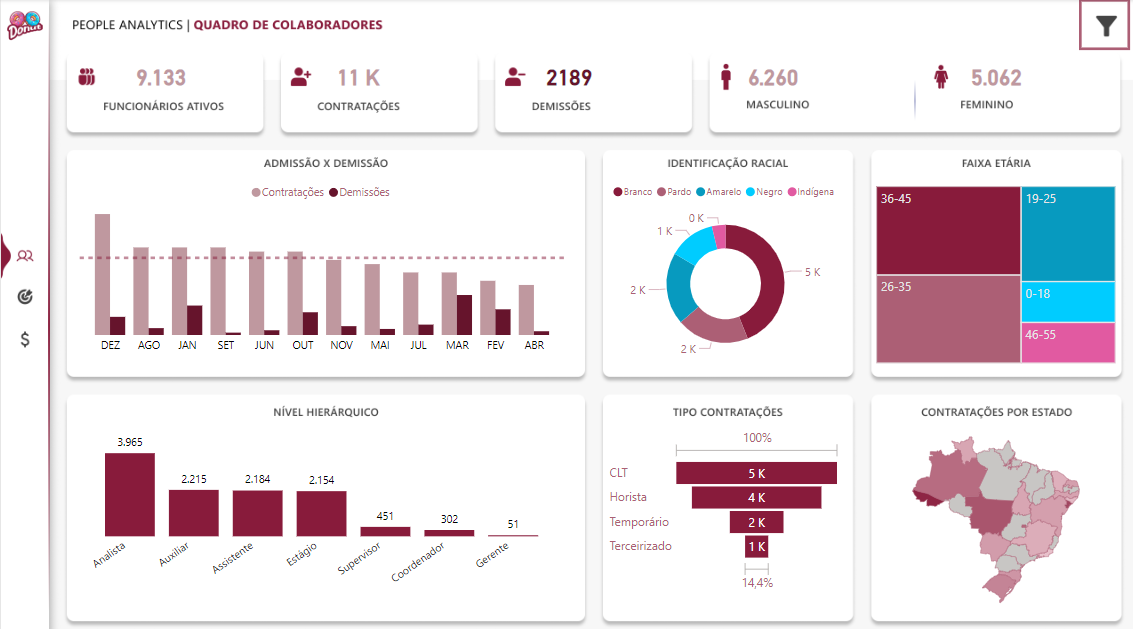 Donut
PEOPLE ANALYTICS | QUADRO DE COLABORADORES
9.133
FUNCIONÁRIOS ATIVOS
11 K
CONTRATAÇÕES
2189
DEMISSÕES
6.260
MASCULINO
5.062
FEMININO
ADMISSÃO X DEMISSÃO
Contratações Demissões
DEZ AGO JAN SET JUN OUT NOV MAI JUL MAR FEV ABR
IDENTIFICAÇÃO RACIAL
Branco Pardo Amarelo Negro Indígena
0 K
1 K
5 K
2 K
2 K
FAIXA ETÁRIA
36-45
19-25
26-35
0-18
46-55
NÍVEL HIERÁRQUICO
3.965
2.215
2.184
2.154
451
302
51
Analista Auxiliar Assistente Estágio Supervisor Coordenador Gerente
TIPO CONTRATAÇÕES
100%
CLT 5 K
Horista 4 K
Temporário 2 K
Terceirizado 1 K
14,4%
CONTRATAÇÕES POR ESTADO
$